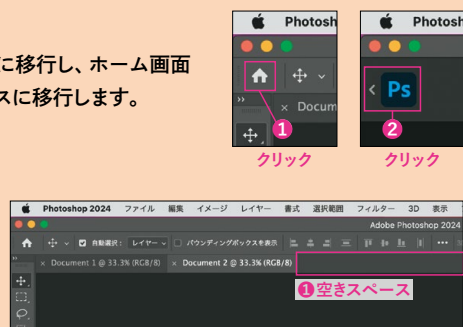 に移行し、ホーム画面
スに移行します。
Photosh
Docum
❶
クリック
Photosh
Ps
❷
クリック
Photoshop 2024 ファイル 編集 イメージ レイヤー 書式 選択範囲 フィルター 3D 表示
Adobe Photoshop 2024
自動選択： レイヤー バウンディングボックスを表示
× Document 1 @ 33.3% (RGB/8) × Document 2 @ 33.3% (RGB/8)
❶空きスペース